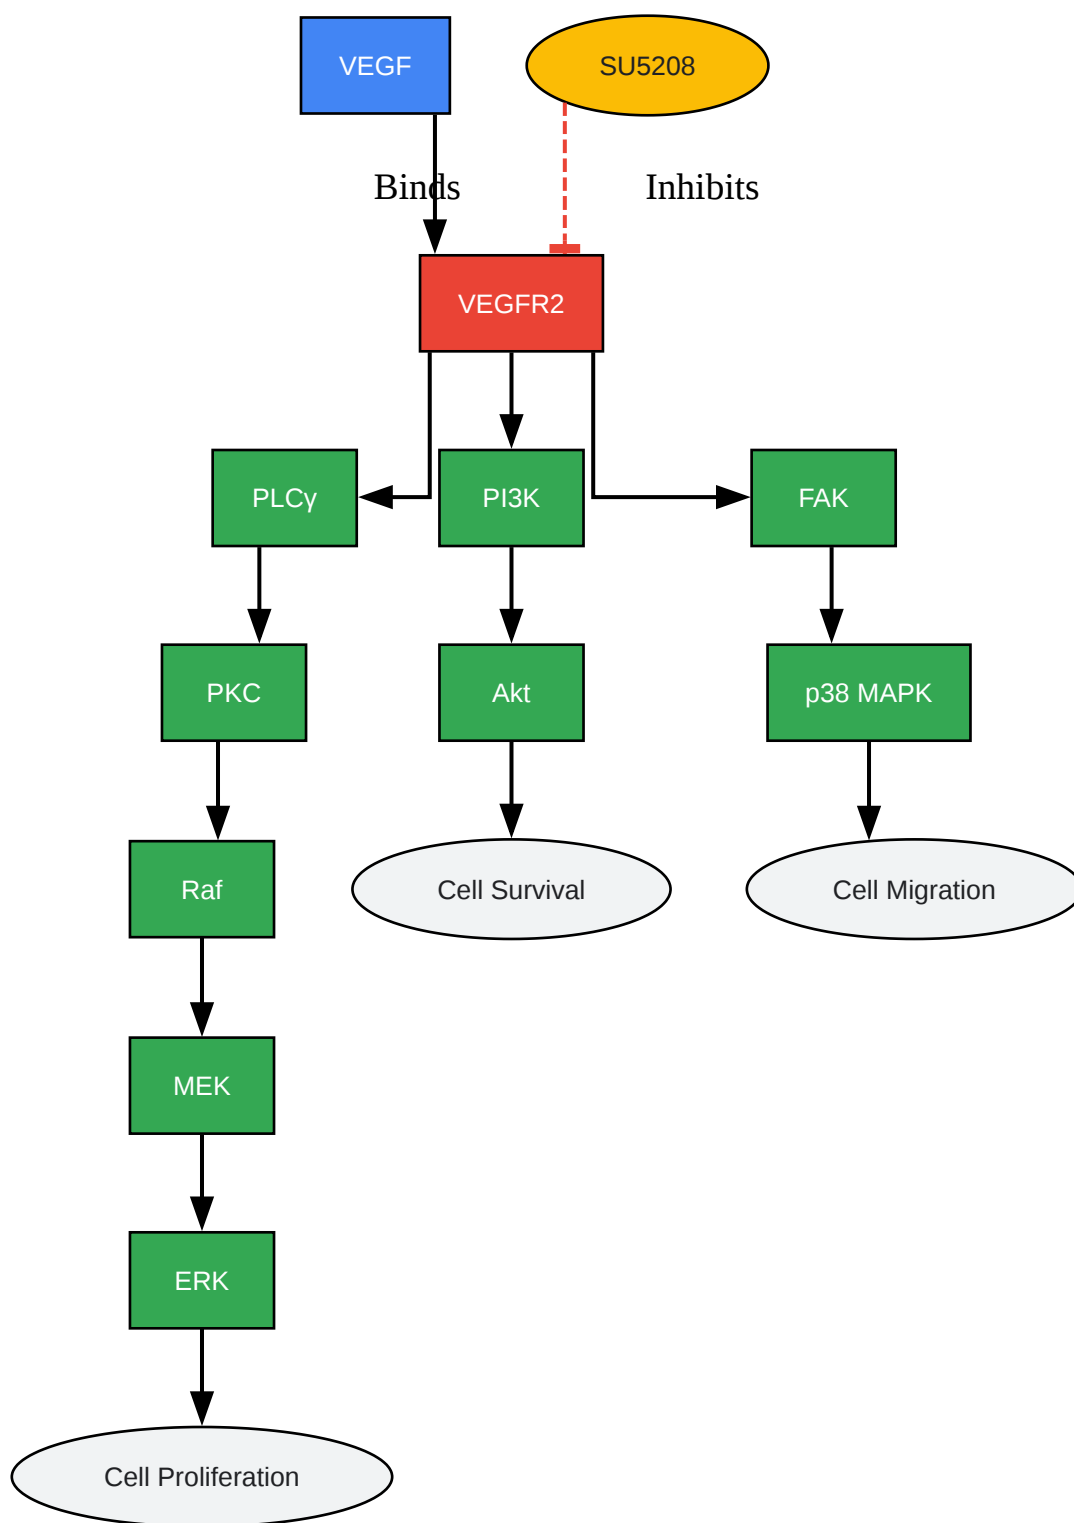 VEGF
SU5208
Binds
Inhibits
VEGFR2
PLCγ
PI3K
FAK
PKC
Akt
p38 MAPK
Raf
Cell Survival
Cell Migration
MEK
ERK
Cell Proliferation